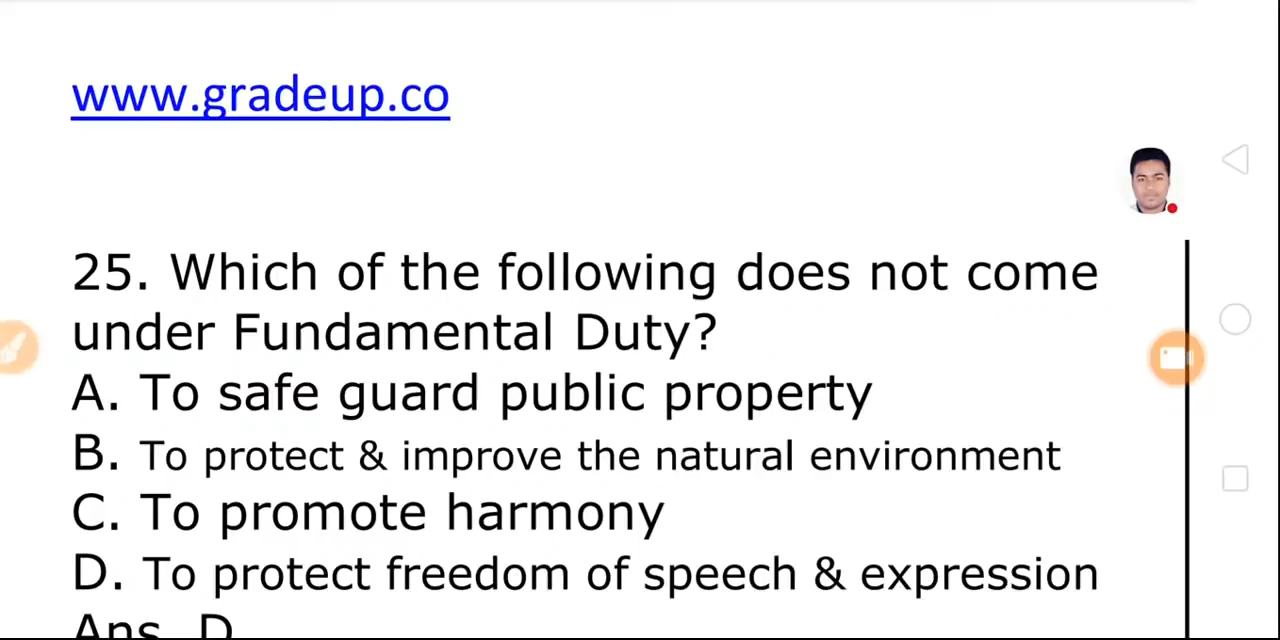 www.gradeup.co
25. Which of the following does not come
under Fundamental Duty?
A. To safe guard public property
B. To protect & improve the natural environment
C. To promote harmony
D. To protect freedom of speech & expression
Ans. D